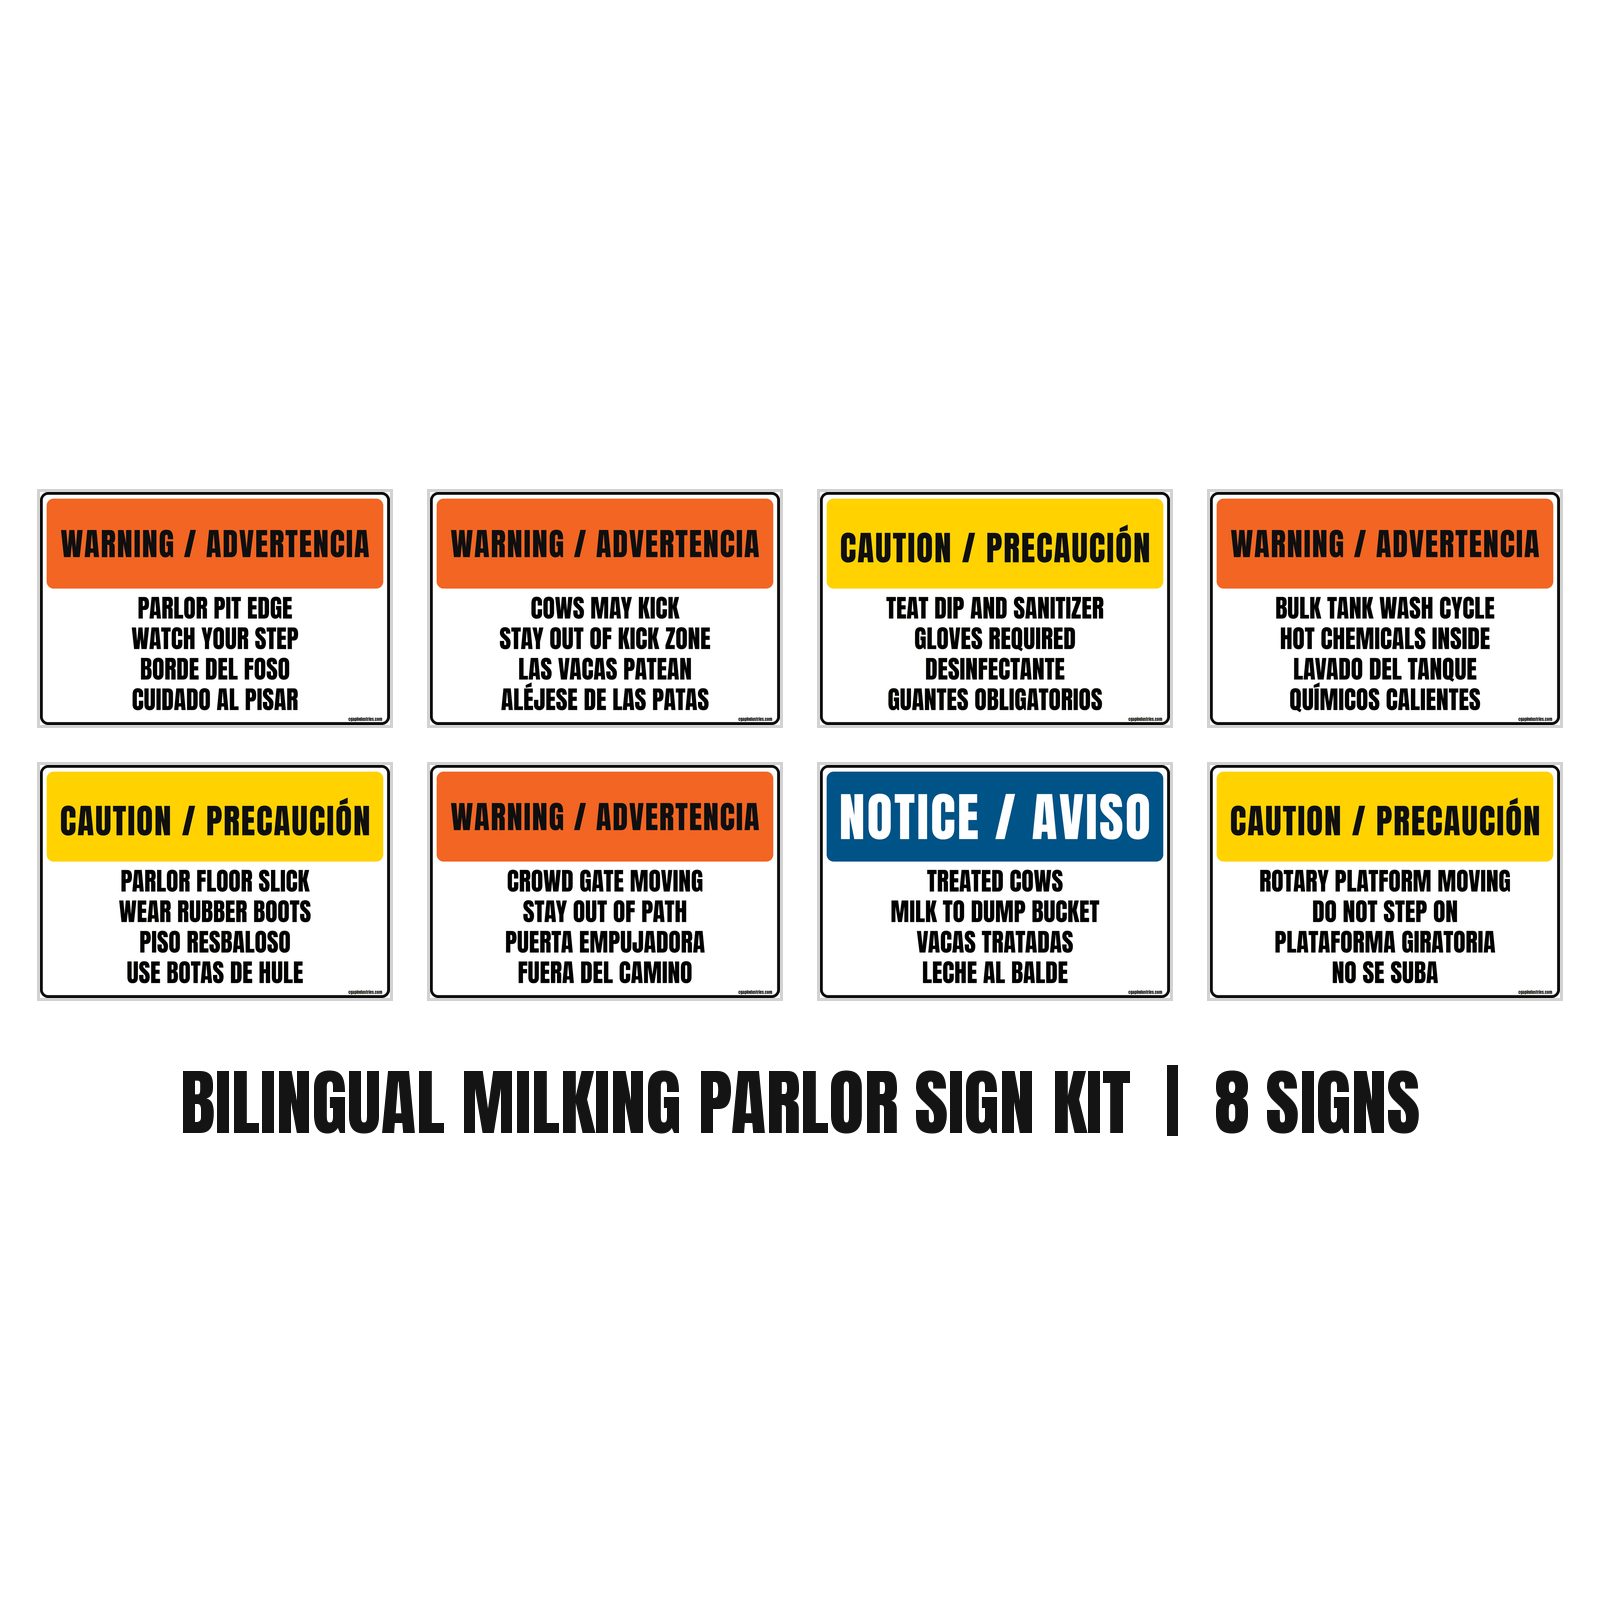 WARNING / ADVERTENCIA
PARLOR PIT EDGE
WATCH YOUR STEP
BORDE DEL FOSO
CUIDADO AL PISAR
WARNING / ADVERTENCIA
COWS MAY KICK
STAY OUT OF KICK ZONE
LAS VACAS PATEAN
ALÉJESE DE LAS PATAS
CAUTION / PRECAUCIÓN
TEAT DIP AND SANITIZER
GLOVES REQUIRED
DESINFECTANTE
GUANTES OBLIGATORIOS
WARNING / ADVERTENCIA
BULK TANK WASH CYCLE
HOT CHEMICALS INSIDE
LAVADO DEL TANQUE
QUÍMICOS CALIENTES
CAUTION / PRECAUCIÓN
PARLOR FLOOR SLICK
WEAR RUBBER BOOTS
PISO RESBALOSO
USE BOTAS DE HULE
WARNING / ADVERTENCIA
CROWD GATE MOVING
STAY OUT OF PATH
PUERTA EMPUJADORA
FUERA DEL CAMINO
NOTICE / AVISO
TREATED COWS
MILK TO DUMP BUCKET
VACAS TRATADAS
LECHE AL BALDE
CAUTION / PRECAUCIÓN
ROTARY PLATFORM MOVING
DO NOT STEP ON
PLATAFORMA GIRATORIA
NO SE SUBA
BILINGUAL MILKING PARLOR SIGN KIT | 8 SIGNS